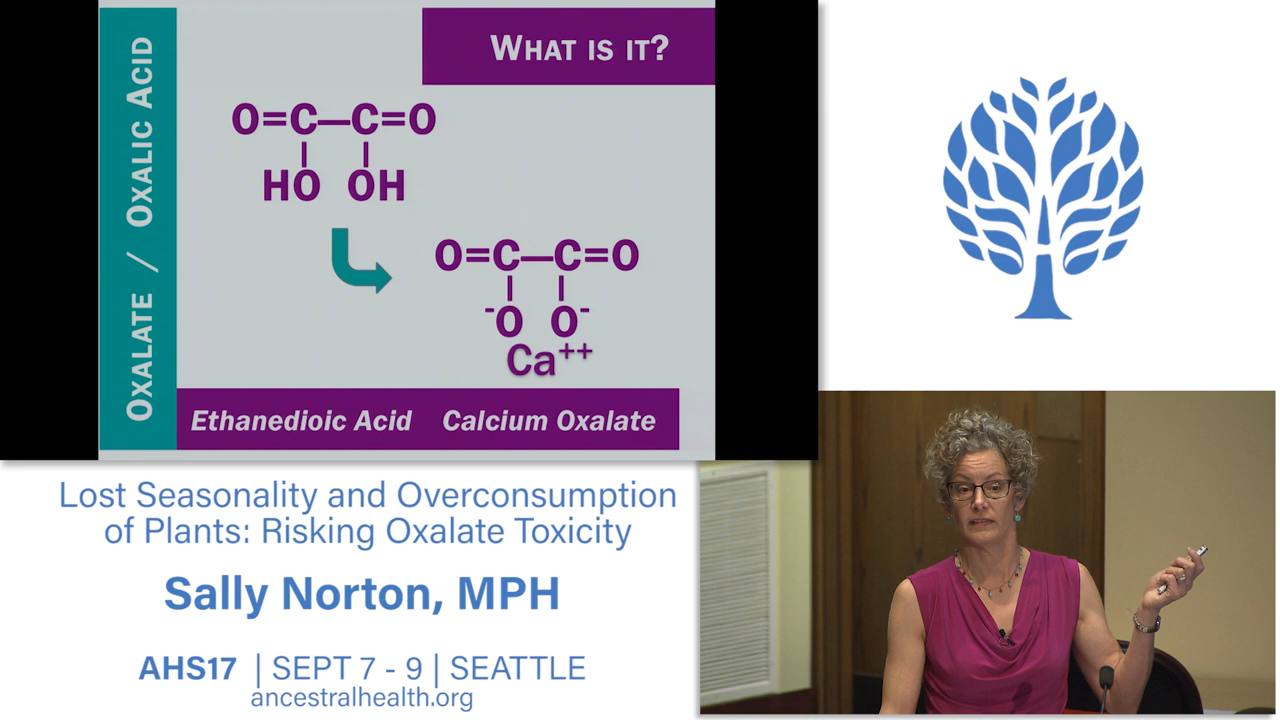 OXALATE / OXALIC ACID
WHAT IS IT?
O=C—C=O
HO OH
O=C—C=O
-O O-
Ca++
Ethanedioic Acid Calcium Oxalate
Lost Seasonality and Overconsumption
of Plants: Risking Oxalate Toxicity
Sally Norton, MPH
AHS17 | SEPT 7 - 9 | SEATTLE
ancestralhealth.org